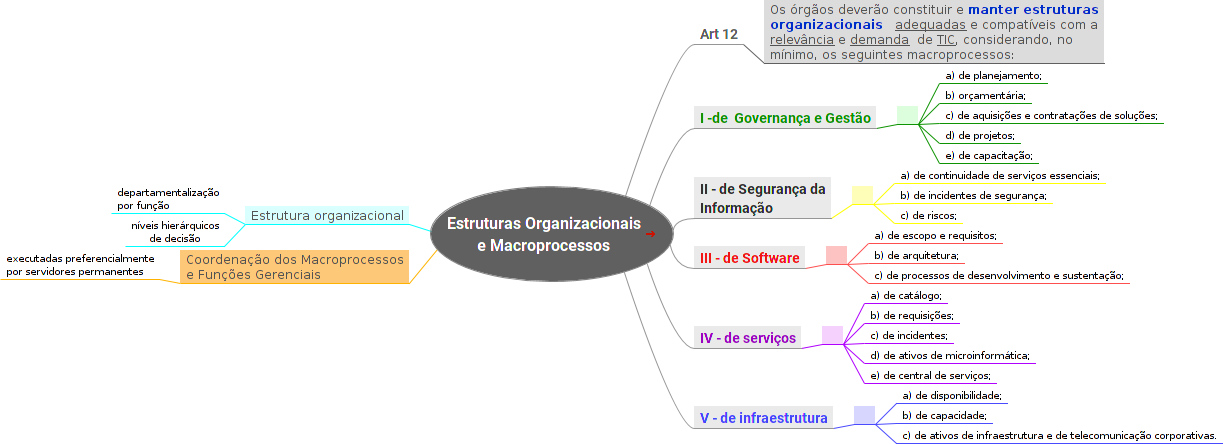 Estruturas Organizacionais
e Macroprocessos
Art 12
Os órgãos deverão constituir e manter estruturas
organizacionais adequadas e compatíveis com a
relevância e demanda de TIC, considerando, no
mínimo, os seguintes macroprocessos:
I -de Governança e Gestão
a) de planejamento;
b) orçamentária;
c) de aquisições e contratações de soluções;
d) de projetos;
e) de capacitação;
II - de Segurança da
Informação
a) de continuidade de serviços essenciais;
b) de incidentes de segurança;
c) de riscos;
III - de Software
a) de escopo e requisitos;
b) de arquitetura;
c) de processos de desenvolvimento e sustentação;
IV - de serviços
a) de catálogo;
b) de requisições;
c) de incidentes;
d) de ativos de microinformática;
e) de central de serviços;
V - de infraestrutura
a) de disponibilidade;
b) de capacidade;
c) de ativos de infraestrutura e de telecomunicação corporativas.
Estrutura organizacional
departamentalização
por função
níveis hierárquicos
de decisão
Coordenação dos Macroprocessos
e Funções Gerenciais
executadas preferencialmente
por servidores permanentes